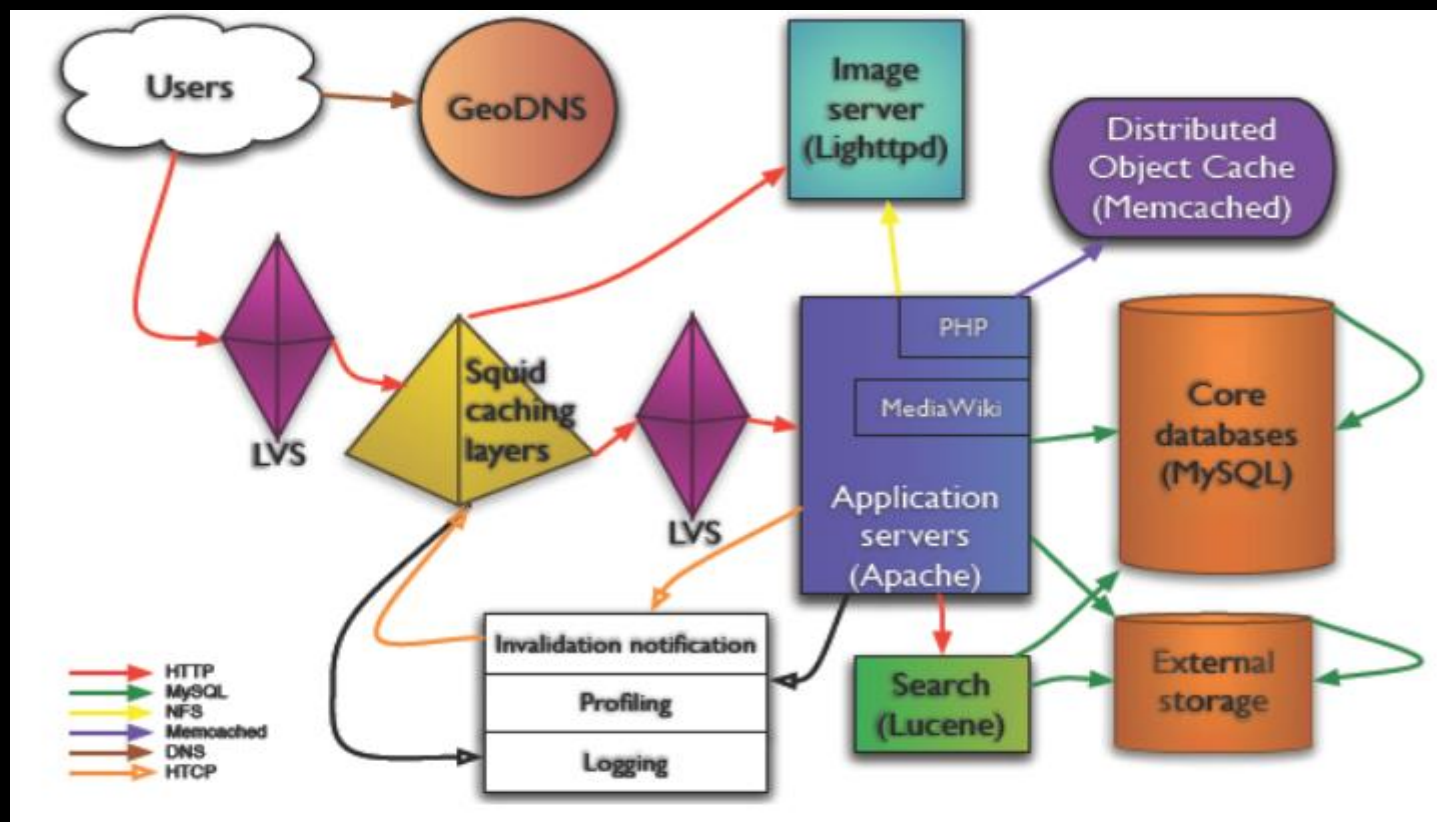 Users
GeoDNS
Image
server
(Lighttpd)
Distributed
Object Cache
(Memcached)
LVS
Squid
caching
layers
LVS
PHP
MediaWiki
Application
servers
(Apache)
Core
databases
(MySQL)
Invalidation notification
Profiling
Logging
Search
(Lucene)
External
storage
HTTP
MySQL
NFS
Memcached
DNS
HTCP